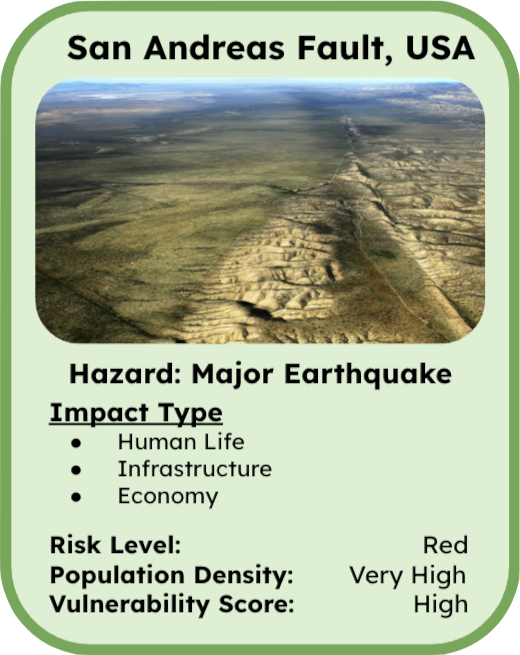 San Andreas Fault, USA
Hazard: Major Earthquake
Impact Type
● Human Life
● Infrastructure
● Economy
Risk Level: Red
Population Density: Very High
Vulnerability Score: High